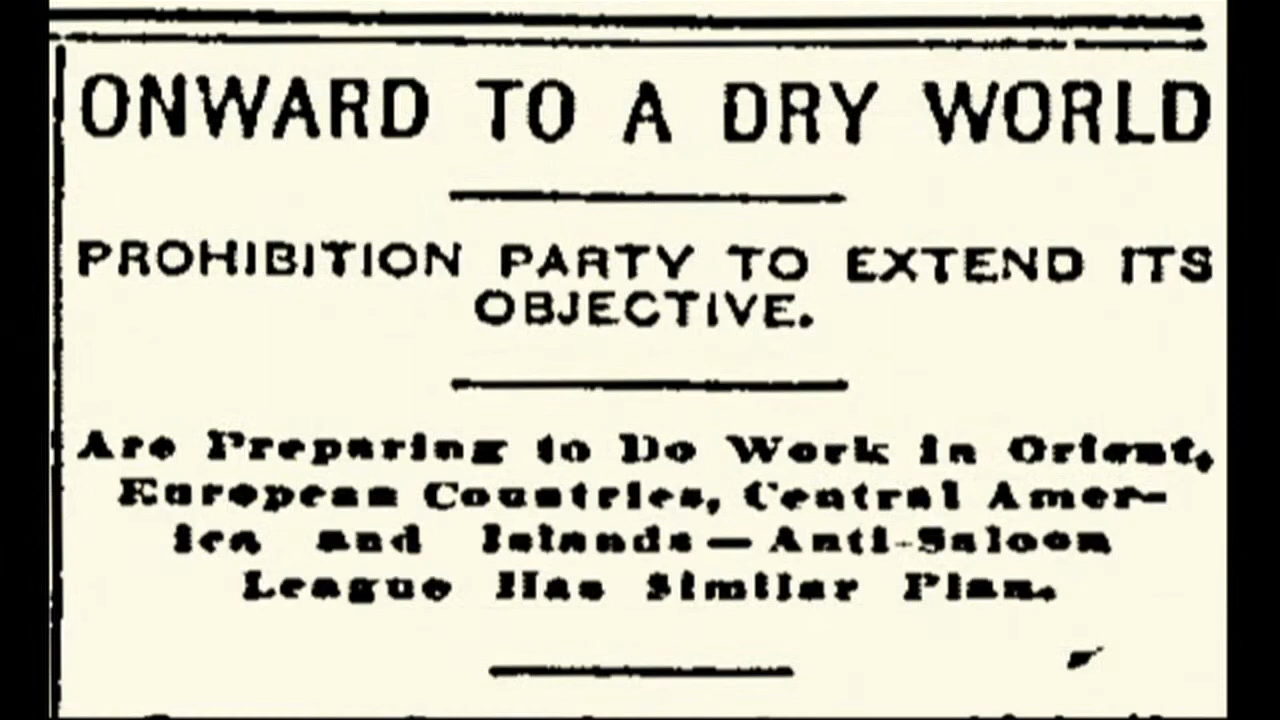 ONWARD TO A DRY WORLD
PROHIBITION PARTY TO EXTEND ITS
OBJECTIVE.
Are Preparing to Do Work in Orient,
European Countries, Central Amer-
ica and Islands—Anti-Saloon
League Has Similar Plan.